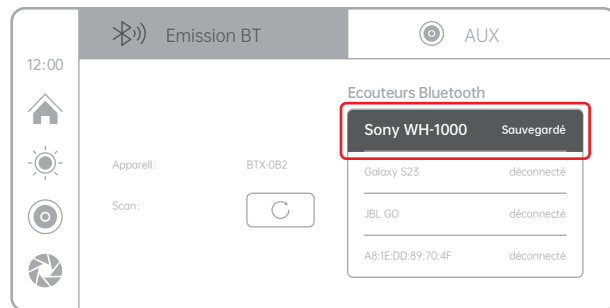 Emission BT
AUX
12:00
Ecouteurs Bluetooth
Sony WH-1000 Sauvegardé
Apparell: BTX-0B2
Galaxy S23 déconnecté
Scan:
JBL GO déconnecté
A8:1E:DD:89:70:4F déconnecté